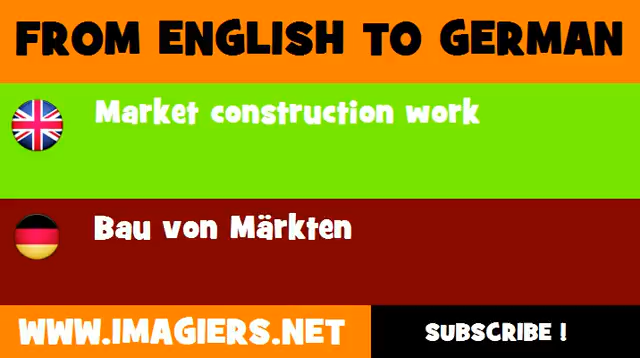 FROM ENGLISH TO GERMAN
Market construction work
Bau von Märkten
WWW.IMAGIERS.NET
SUBSCRIBE !